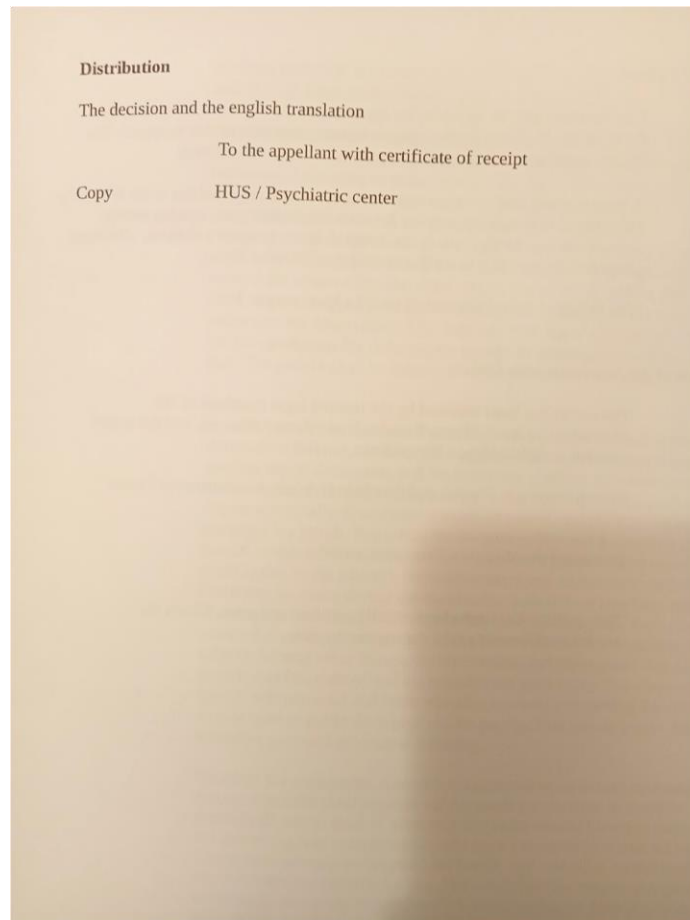 Distribution
The decision and the english translation
To the appellant with certificate of receipt
Copy HUS / Psychiatric center